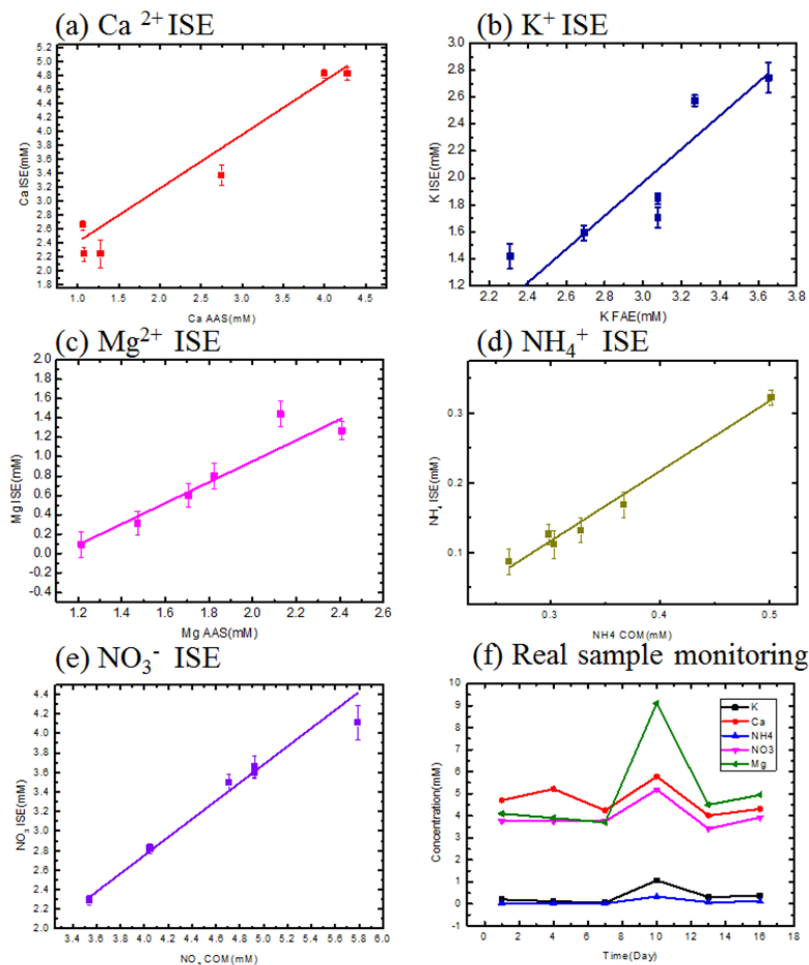 (a) Ca 2+ ISE
5.2
5.0
4.8
4.6
4.4
4.2
4.0
3.8
3.6
3.4
3.2
3.0
2.8
2.6
2.4
2.2
2.0
1.8
Ca ISE(mM)
1.0 1.5 2.0 2.5 3.0 3.5 4.0 4.5
Ca AAS(mM)
(b) K+ ISE
3.0
2.8
2.6
2.4
2.2
2.0
1.8
1.6
1.4
1.2
K ISE(mM)
2.2 2.4 2.6 2.8 3.0 3.2 3.4 3.6 3.8
K FAE(mM)
(c) Mg2+ ISE
2.0
1.8
1.6
1.4
1.2
1.0
0.8
0.6
0.4
0.2
0.0
-0.2
-0.4
Mg ISE(mM)
1.2 1.4 1.6 1.8 2.0 2.2 2.4 2.6
Mg AAS(mM)
(d) NH4+ ISE
0.3
0.2
0.1
NH4 ISE(mM)
0.3 0.4 0.5
NH4 COM(mM)
(e) NO3- ISE
4.4
4.2
4.0
3.8
3.6
3.4
3.2
3.0
2.8
2.6
2.4
2.2
2.0
NO3 ISE(mM)
3.4 3.6 3.8 4.0 4.2 4.4 4.6 4.8 5.0 5.2 5.4 5.6 5.8 6.0
COM(mM)
(f) Real sample monitoring
10
9
8
7
6
5
4
3
2
1
0
-1
Concentration(mM)
K
Ca
NH4
NO3
Mg
0 2 4 6 8 10 12 14 16 18
Time(Day)